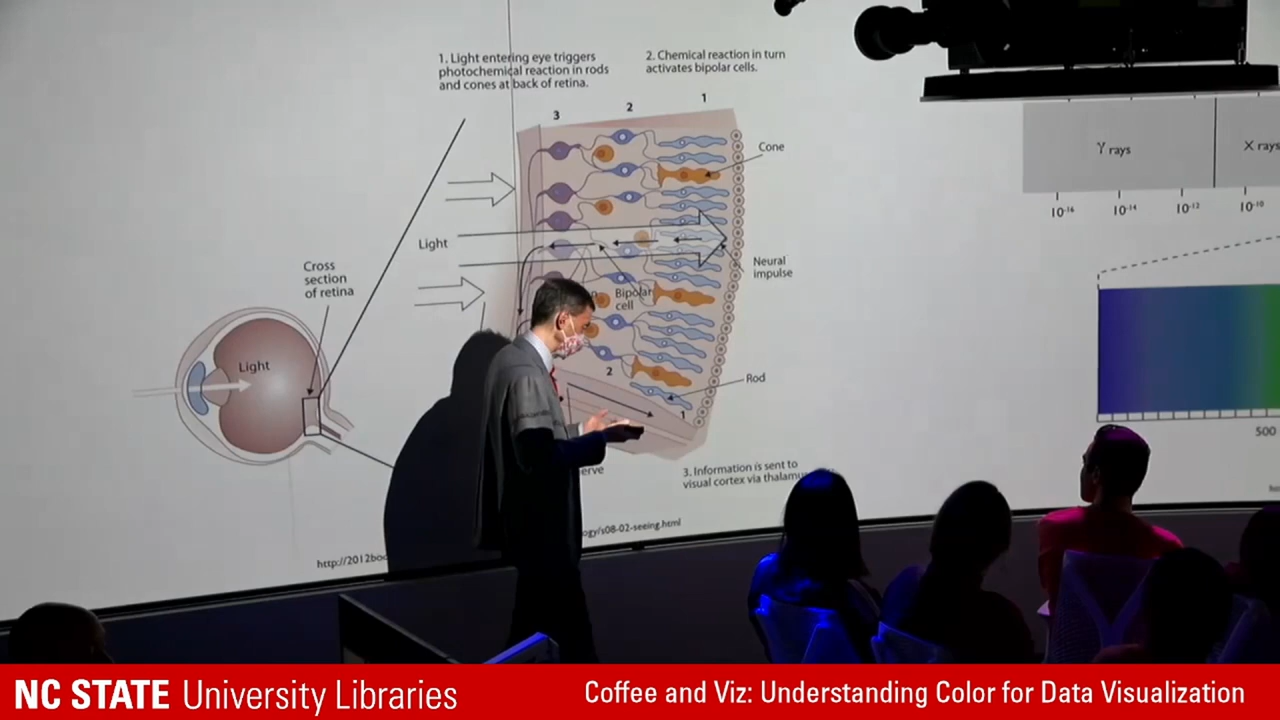 1. Light entering eye triggers
photochemical reaction in rods
and cones at back of retina.
2. Chemical reaction in turn
activates bipolar cells.
3
2
1
Cone
Light
Neural
impulse
Cross
section
of retina
Bipolar
cell
Light
2
Rod
1
3. Information is sent to
visual cortex via
http://2012
/s08-02-seeing.html
γ rays
X rays
10-16
10-14
10-12
10-10
500
NC STATE University Libraries
Coffee and Viz: Understanding Color for Data Visualization